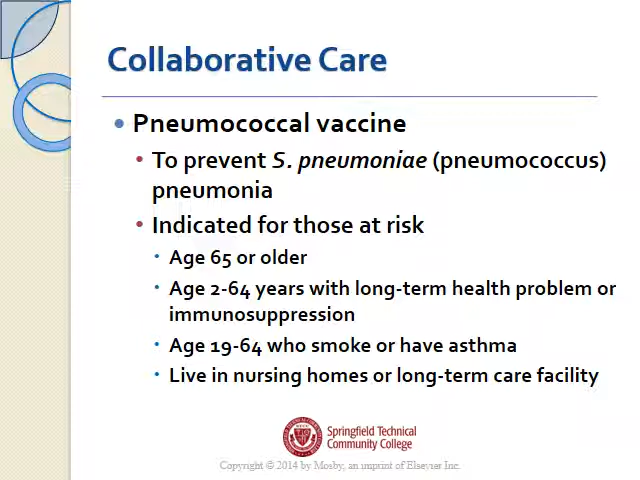 Collaborative Care
• Pneumococcal vaccine
• To prevent S. pneumoniae (pneumococcus)
pneumonia
• Indicated for those at risk
• Age 65 or older
• Age 2-64 years with long-term health problem or
immunosuppression
• Age 19-64 who smoke or have asthma
• Live in nursing homes or long-term care facility
Springfield Technical
Community College
Copyright © 2014 by Mosby, an imprint of Elsevier Inc.